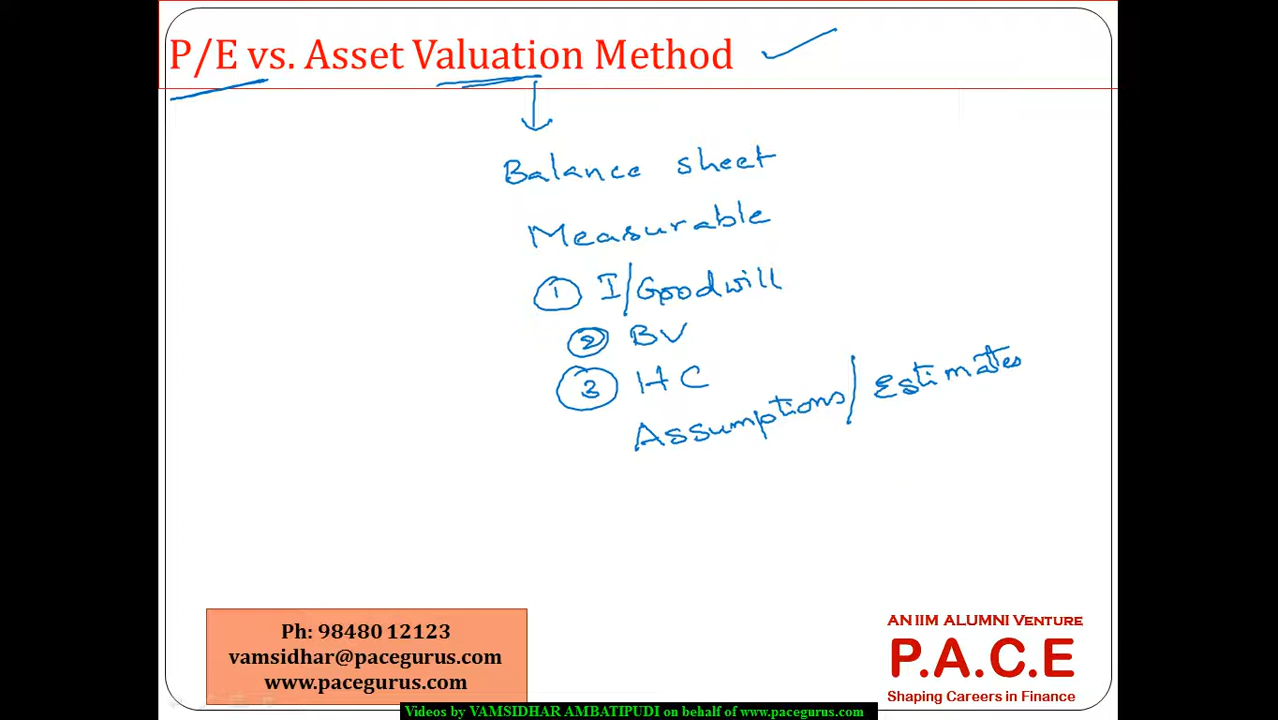 P/E vs. Asset Valuation Method
Balance sheet
Measurable
1 I/Goodwill
2 BV
3 HC
Assumptions/Estimates
Ph: 98480 12123
vamsidhar@pacegurus.com
www.pacegurus.com
AN IIM ALUMNI VENTURE
P.A.C.E
Shaping Careers in Finance
Videos by VAMSIDHAR AMBATIPUDI on behalf of www.pacegurus.com